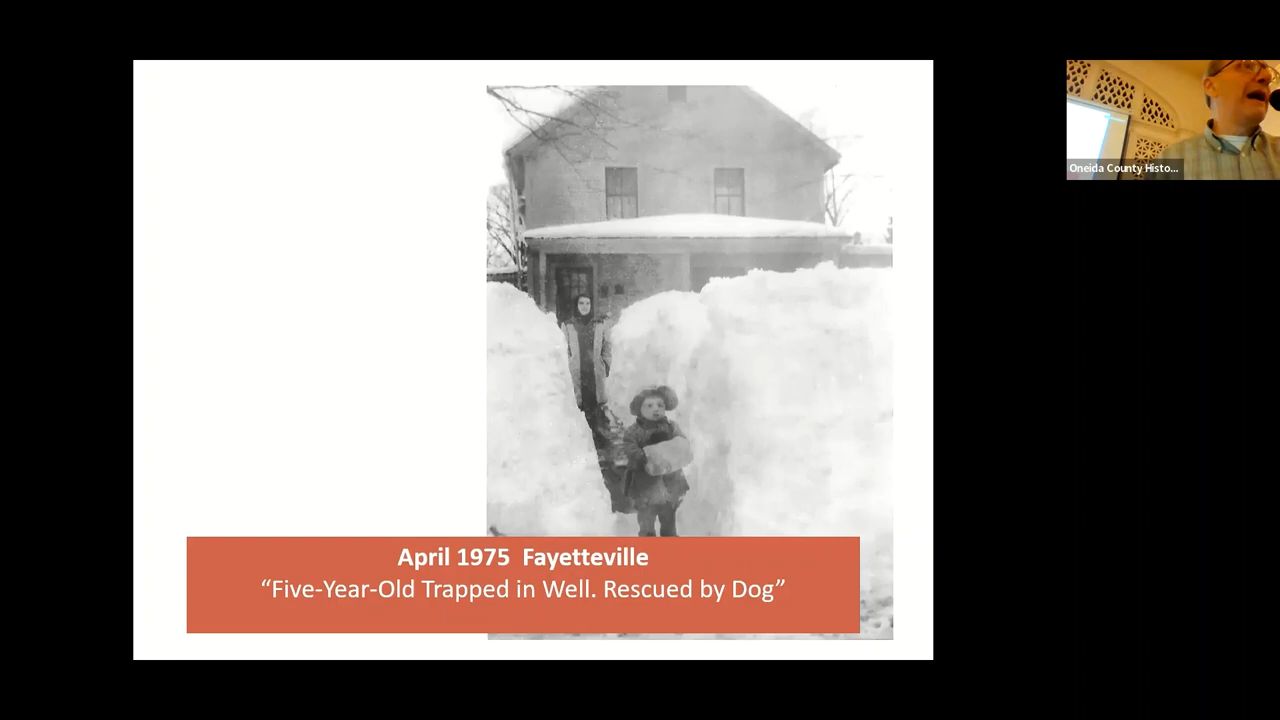 April 1975  Fayetteville
“Five-Year-Old Trapped in Well. Rescued by Dog”
Oneida County Histo...